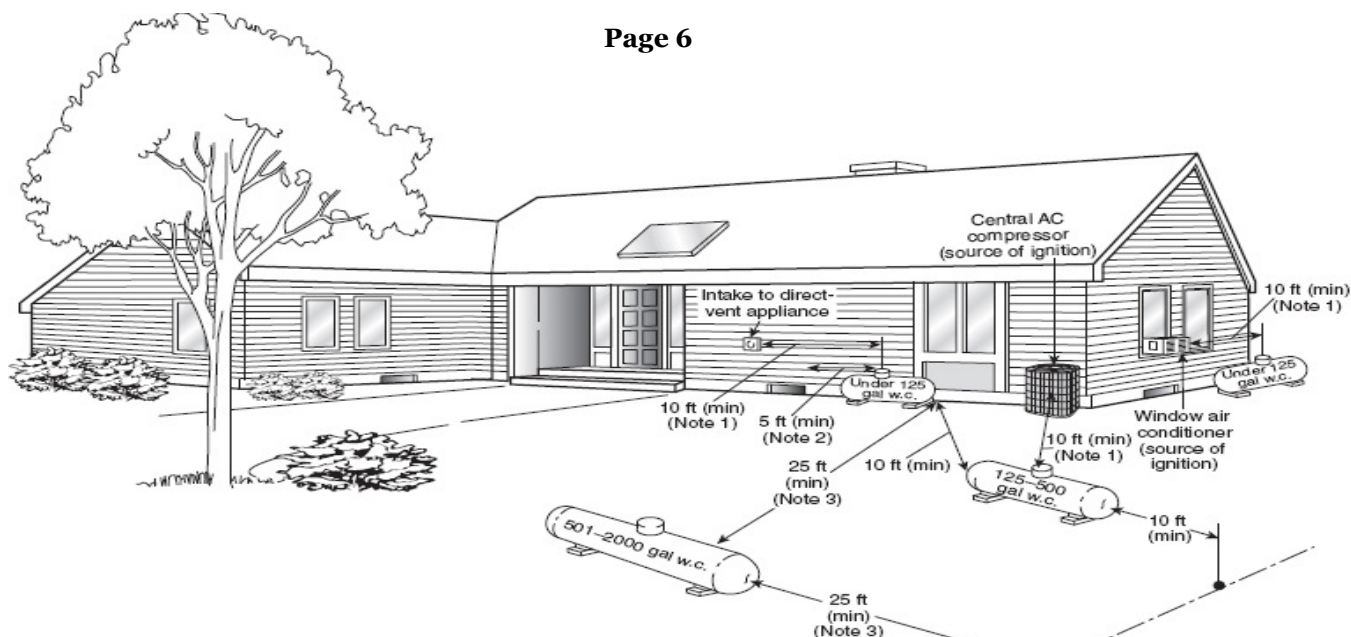 Page 6
Central AC
compressor
(source of ignition)
Intake to direct-
vent appliance
10 ft (min)
(Note 1)
Under 125
gal w.c.
Under 125
gal w.c.
10 ft (min)
(Note 1)
5 ft (min)
(Note 2)
Window air
conditioner
(source of
ignition)
10 ft (min)
(Note 1)
25 ft
(min)
(Note 3)
10 ft (min)
125–500
gal w.c.
10 ft
(min)
501–2000 gal w.c.
25 ft
(min)
(Note 3)